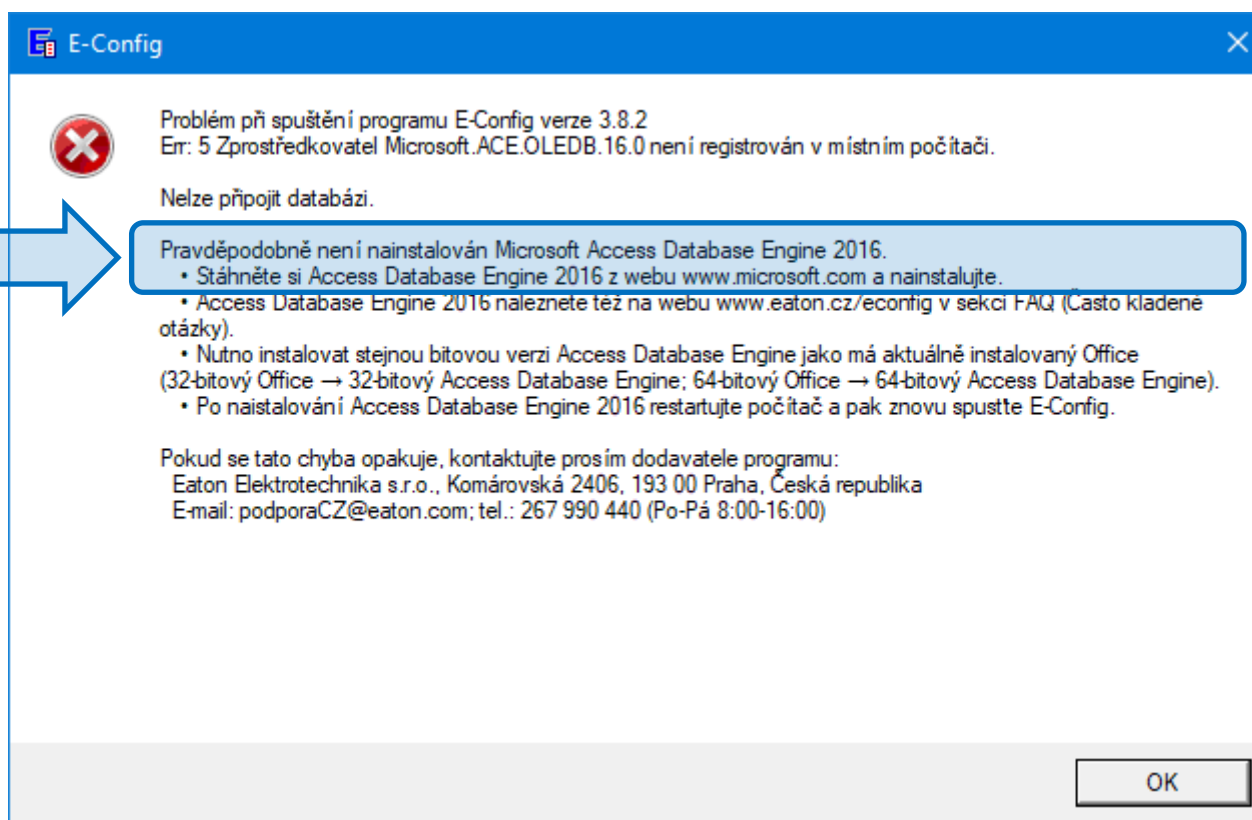 E-Config
Problém při spuštění programu E-Config verze 3.8.2
Err: 5 Zprostředkovatel Microsoft.ACE.OLEDB.16.0 není registrován v místním počítači.
Nelze připojit databázi.
Pravděpodobně není nainstalován Microsoft Access Database Engine 2016.
• Stáhněte si Access Database Engine 2016 z webu www.microsoft.com a nainstalujte.
• Access Database Engine 2016 naleznete též na webu www.eaton.cz/econfig v sekci FAQ (Často kladené
otázky).
• Nutno instalovat stejnou bitovou verzi Access Database Engine jako má aktuálně instalovaný Office
(32-bitový Office → 32-bitový Access Database Engine; 64-bitový Office → 64-bitový Access Database Engine).
• Po naistalování Access Database Engine 2016 restartujte počítač a pak znovu spusťte E-Config.
Pokud se tato chyba opakuje, kontaktujte prosím dodavatele programu:
Eaton Elektrotechnika s.r.o., Komárovská 2406, 193 00 Praha, Česká republika
E-mail: podporaCZ@eaton.com; tel.: 267 990 440 (Po-Pá 8:00-16:00)
OK